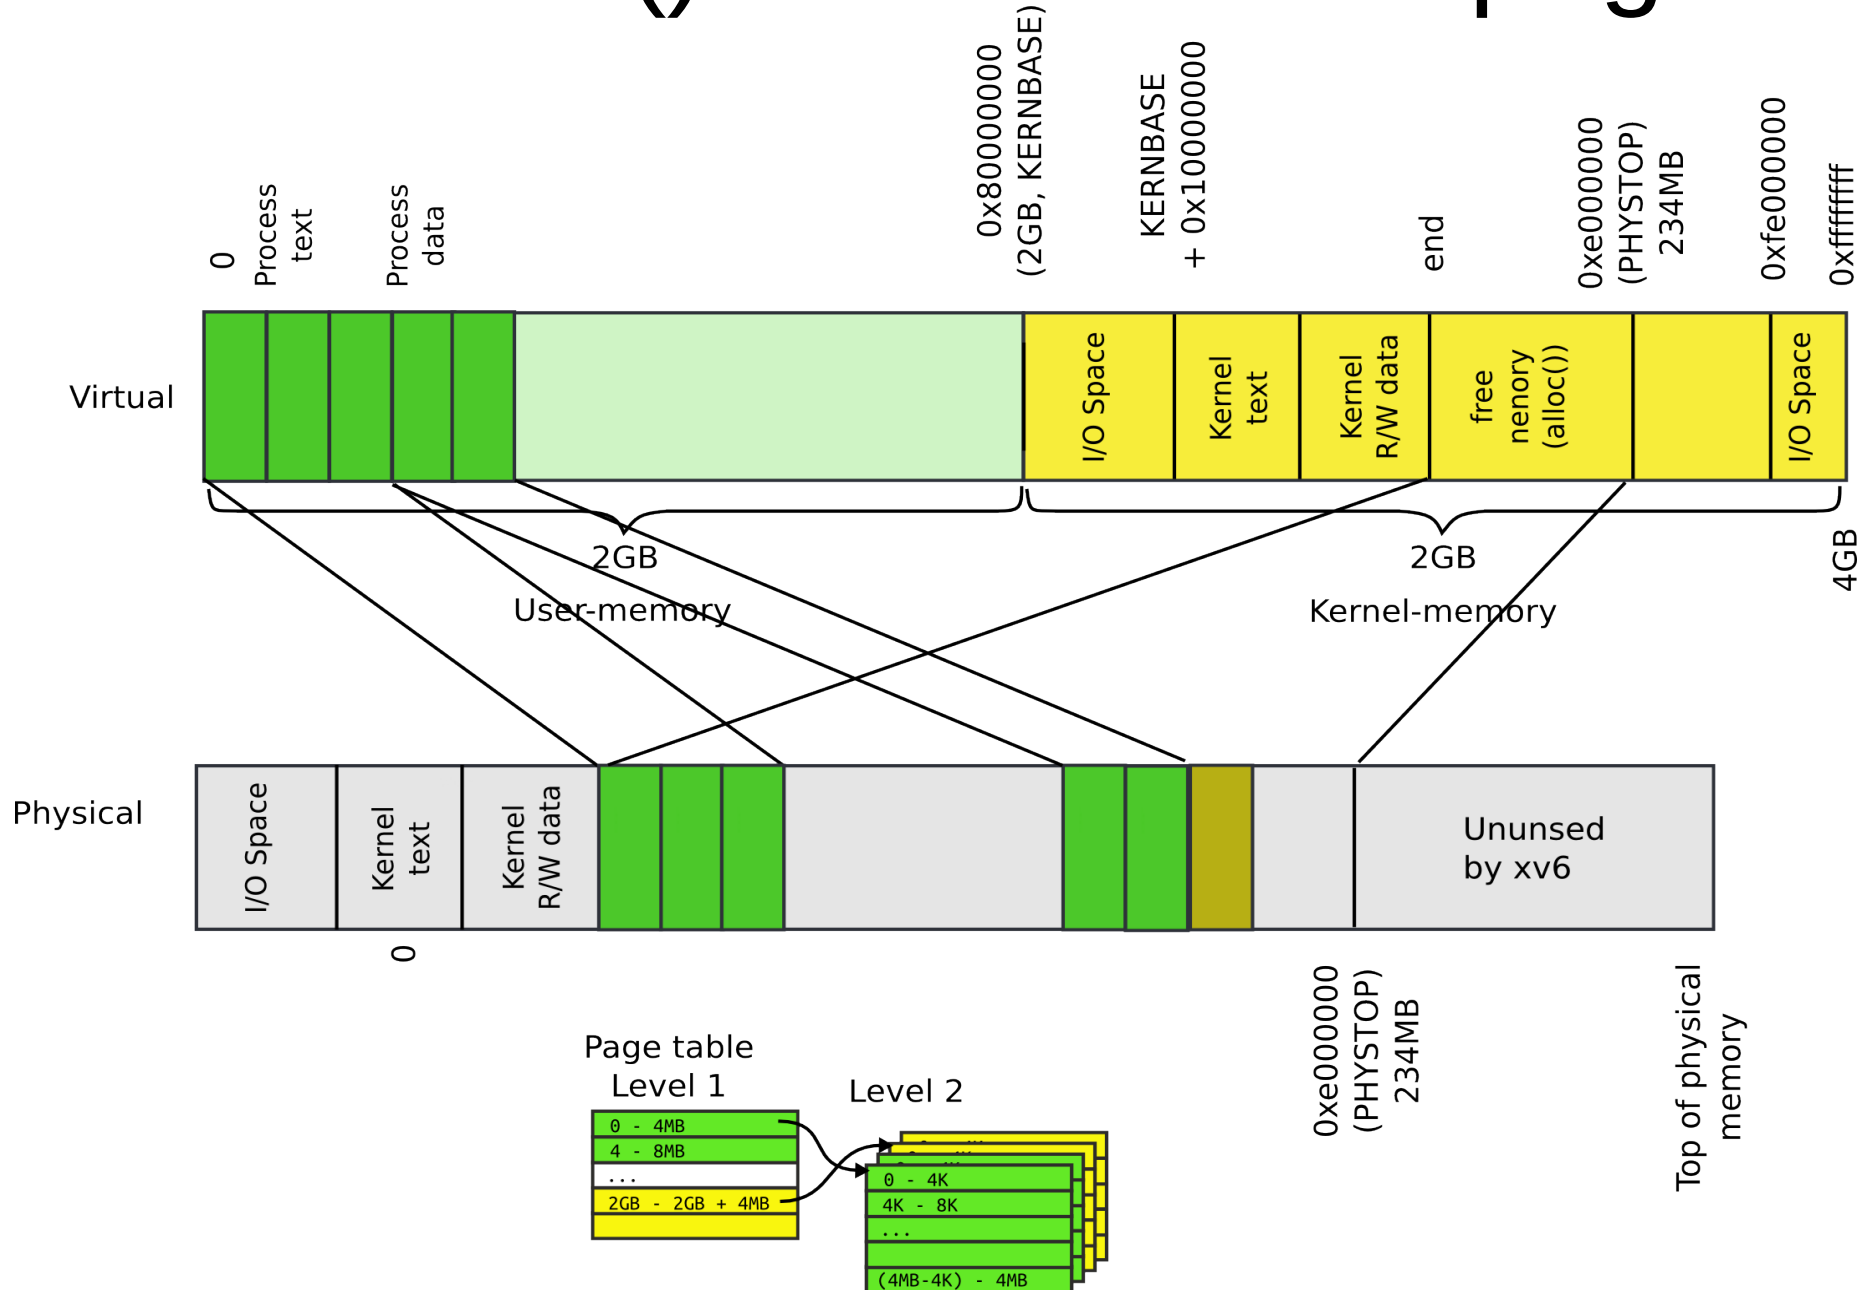 0x80000000
(2GB, KERNBASE)
KERNBASE
+ 0x10000000
0xe000000
(PHYSTOP)
234MB
0xfe000000
0xffffffff
0
Process
text
Process
data
end
Virtual
I/O Space
Kernel
text
Kernel
R/W data
free
nenory
(alloc())
I/O Space
2GB
2GB
4GB
User-memory
Kernel-memory
Physical
I/O Space
Kernel
text
Kernel
R/W data
Ununsed
by xv6
0
0xe000000
(PHYSTOP)
234MB
Top of physical
memory
Page table
Level 1
Level 2
0 - 4MB
4 - 8MB
...
2GB - 2GB + 4MB
0 - 4K
4K - 8K
...
(4MB-4K) - 4MB